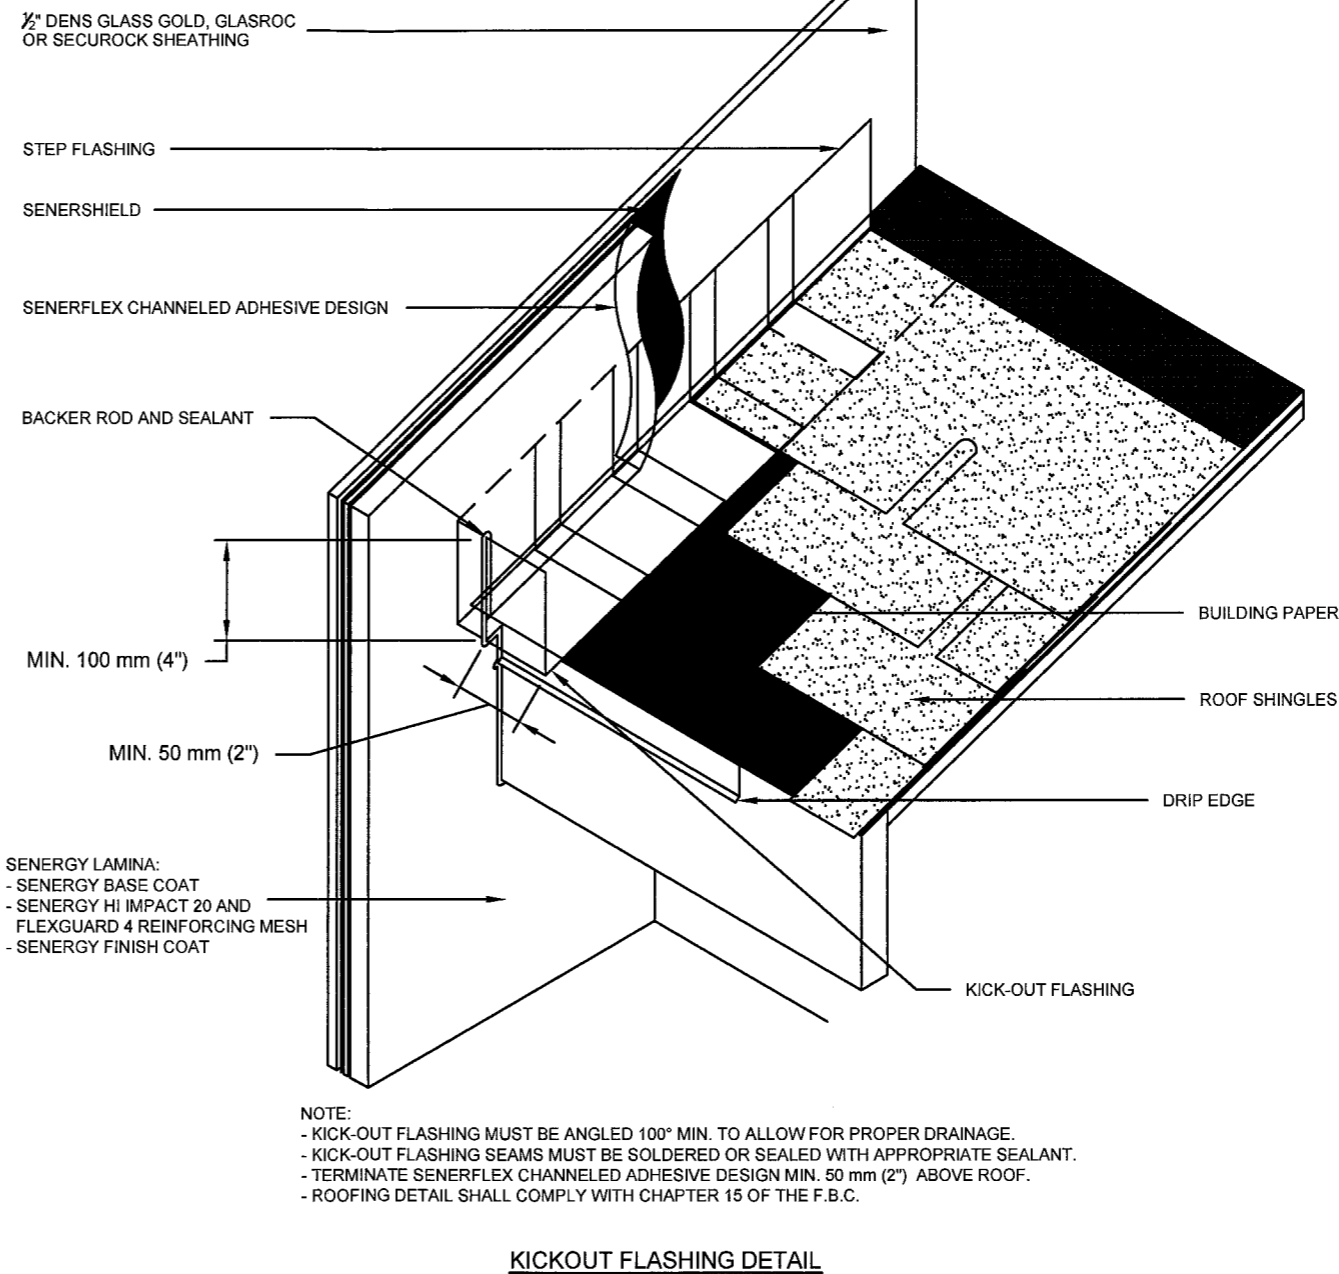 ½" DENS GLASS GOLD, GLASROC
OR SECUROCK SHEATHING
STEP FLASHING
SENERSHIELD
SENERFLEX CHANNELED ADHESIVE DESIGN
BACKER ROD AND SEALANT
MIN. 100 mm (4")
MIN. 50 mm (2")
BUILDING PAPER
ROOF SHINGLES
DRIP EDGE
SENERGY LAMINA:
- SENERGY BASE COAT
- SENERGY HI IMPACT 20 AND
FLEXGUARD 4 REINFORCING MESH
- SENERGY FINISH COAT
KICK-OUT FLASHING
NOTE:
- KICK-OUT FLASHING MUST BE ANGLED 100° MIN. TO ALLOW FOR PROPER DRAINAGE.
- KICK-OUT FLASHING SEAMS MUST BE SOLDERED OR SEALED WITH APPROPRIATE SEALANT.
- TERMINATE SENERFLEX CHANNELED ADHESIVE DESIGN MIN. 50 mm (2") ABOVE ROOF.
- ROOFING DETAIL SHALL COMPLY WITH CHAPTER 15 OF THE F.B.C.
KICKOUT FLASHING DETAIL